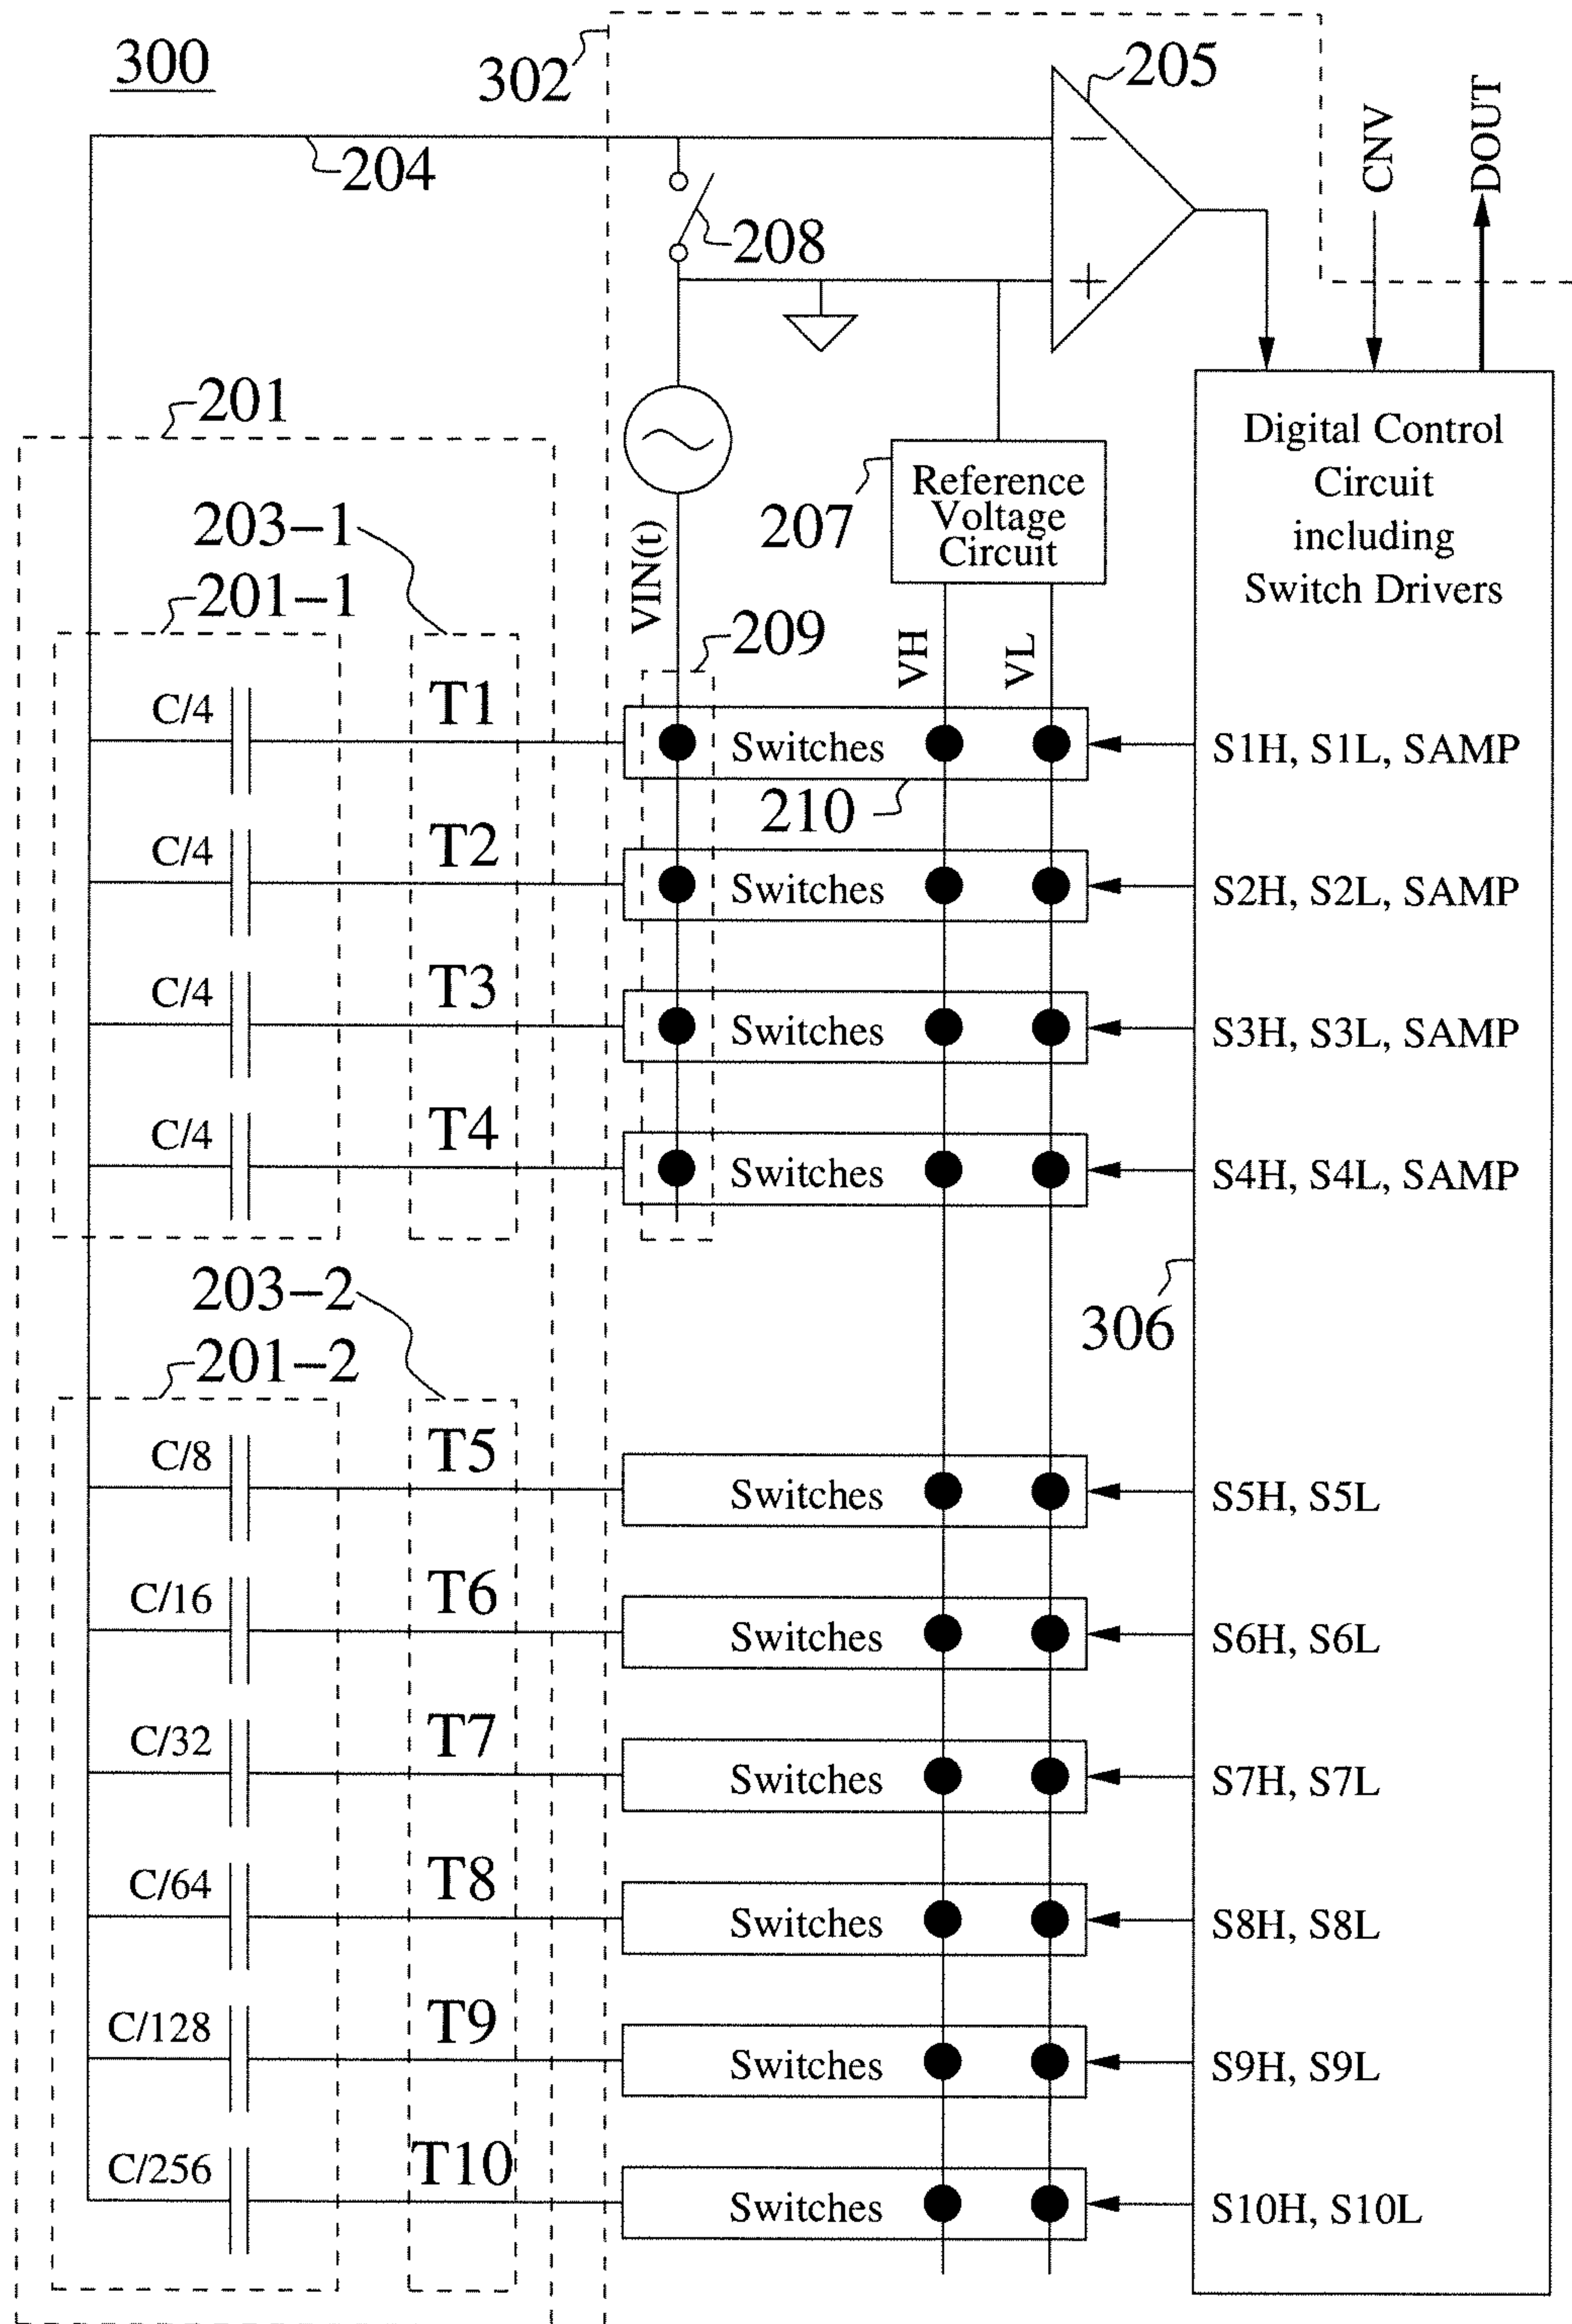 300
302
205
CNV
DOUT
204
−
208
+
201
Digital Control
Circuit
including
Switch Drivers
203−1
207
Reference
Voltage
Circuit
VIN(t)
201−1
209
VH
VL
C/4
T1
Switches
S1H, S1L, SAMP
210
C/4
T2
Switches
S2H, S2L, SAMP
C/4
T3
Switches
S3H, S3L, SAMP
C/4
T4
Switches
S4H, S4L, SAMP
203−2
306
201−2
C/8
T5
Switches
S5H, S5L
C/16
T6
Switches
S6H, S6L
C/32
T7
Switches
S7H, S7L
C/64
T8
Switches
S8H, S8L
C/128
T9
Switches
S9H, S9L
C/256
T10
Switches
S10H, S10L